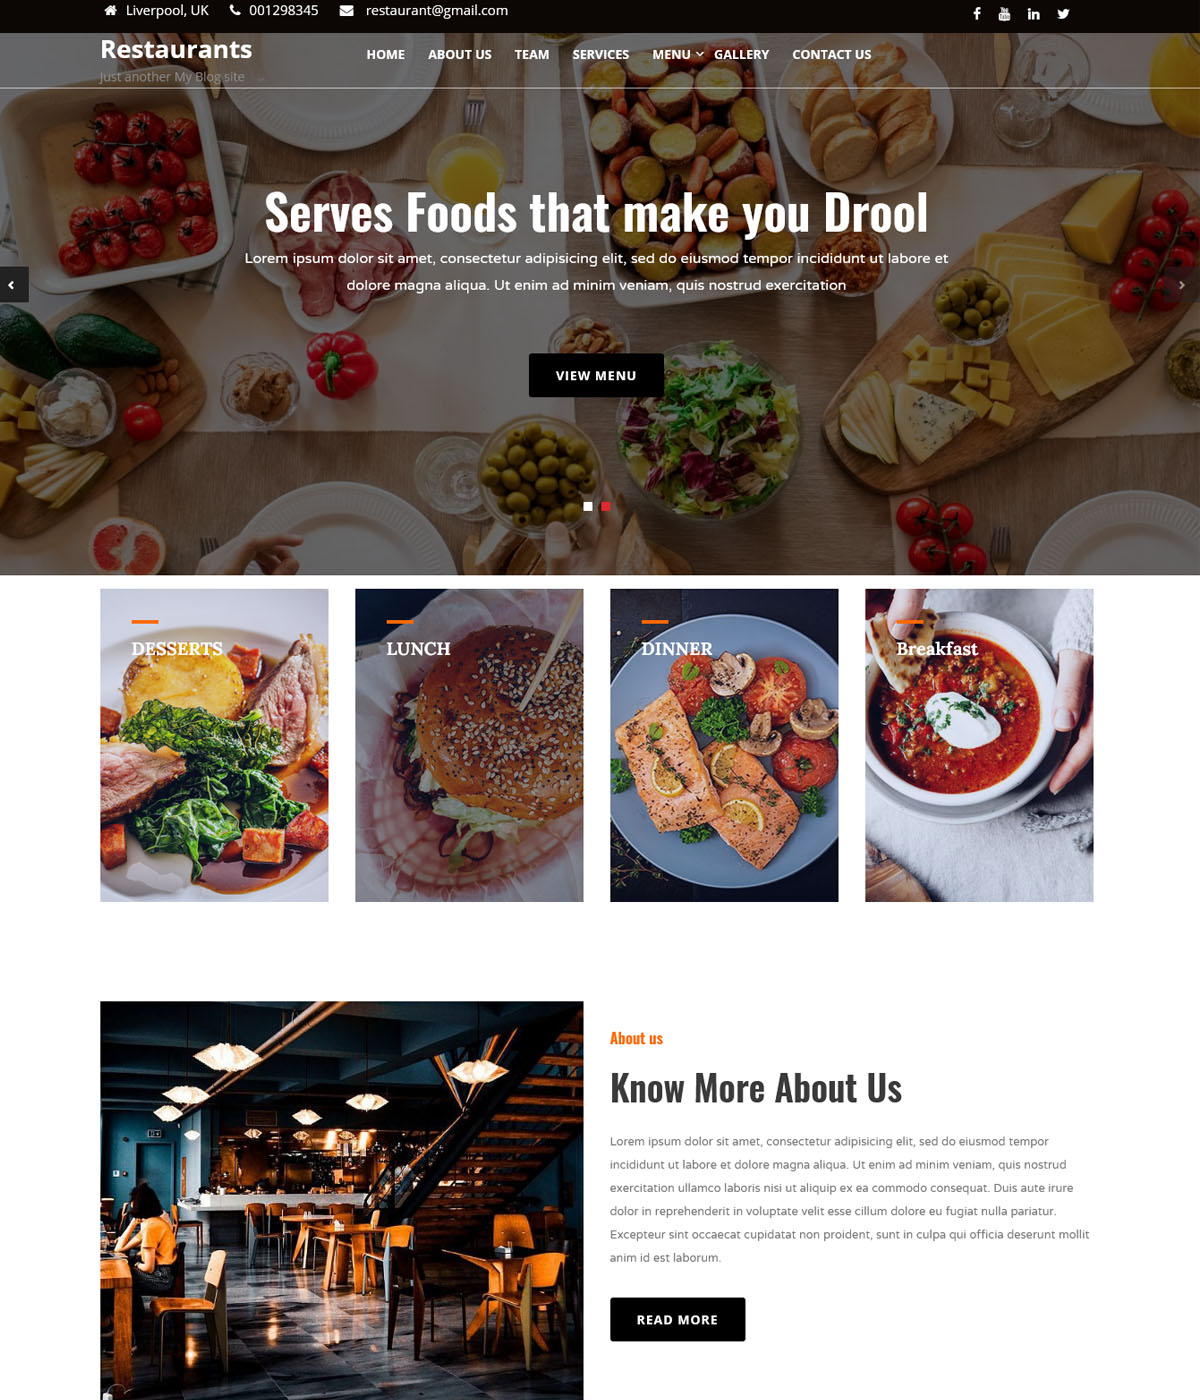 Liverpool, UK 001298345 restaurant@gmail.com
Restaurants
Just another My Blog site
HOME ABOUT US TEAM SERVICES MENU GALLERY CONTACT US
Serves Foods that make you Drool
Lorem ipsum dolor sit amet, consectetur adipisicing elit, sed do eiusmod tempor incididunt ut labore et
dolore magna aliqua. Ut enim ad minim veniam, quis nostrud exercitation
VIEW MENU
DESSERTS LUNCH DINNER Breakfast
About us
Know More About Us
Lorem ipsum dolor sit amet, consectetur adipisicing elit, sed do eiusmod tempor
incididunt ut labore et dolore magna aliqua. Ut enim ad minim veniam, quis nostrud
exercitation ullamco laboris nisi ut aliquip ex ea commodo consequat. Duis aute irure
dolor in reprehenderit in voluptate velit esse cillum dolore eu fugiat nulla pariatur.
Excepteur sint occaecat cupidatat non proident, sunt in culpa qui officia deserunt mollit
anim id est laborum.
READ MORE